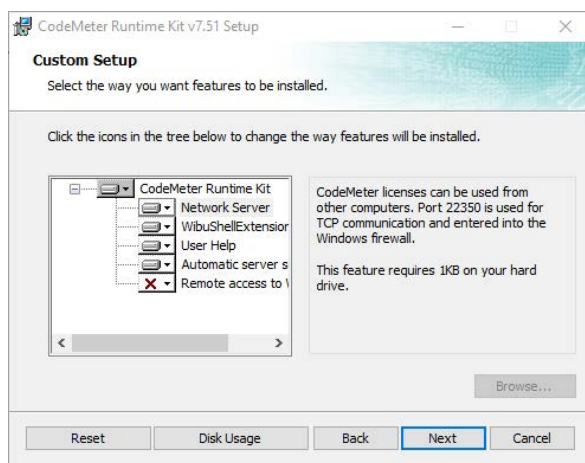 CodeMeter Runtime Kit v7.51 Setup
Custom Setup
Select the way you want features to be installed.
Click the icons in the tree below to change the way features will be installed.
CodeMeter Runtime Kit
Network Server
WibuShellExtension
User Help
Automatic server s
Remote access to
CodeMeter licenses can be used from
other computers. Port 22350 is used for
TCP communication and entered into the
Windows firewall.
This feature requires 1KB on your hard
drive.
Browse...
Reset
Disk Usage
Back
Next
Cancel